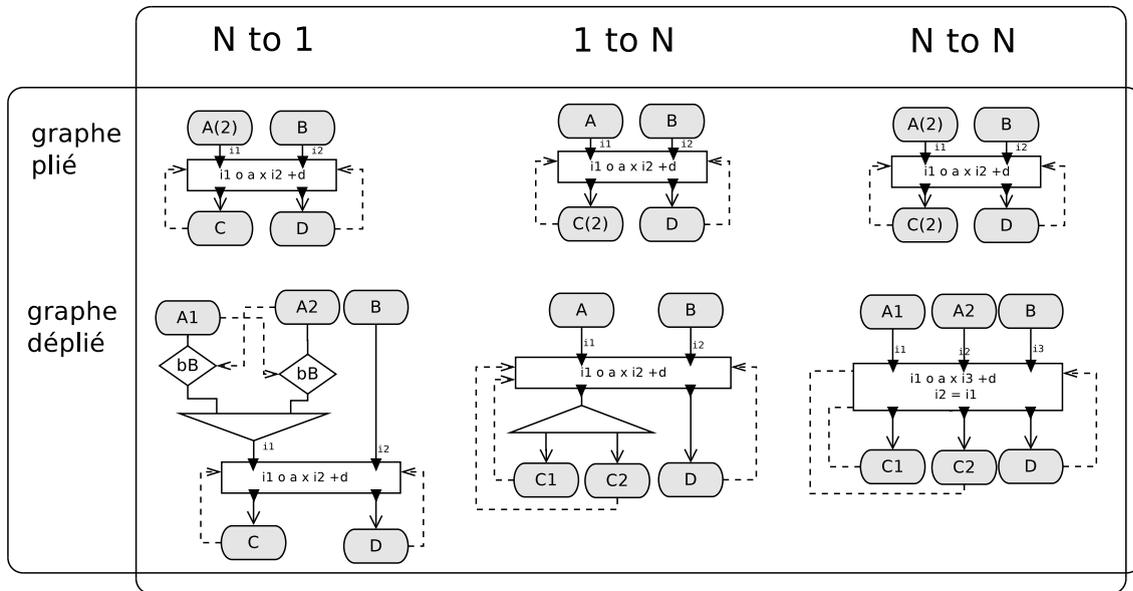 N to 1
1 to N
N to N
graphe
plié
A(2)
B
i1
i2
i1 o a x i2 +d
C
D
A
B
i1
i2
i1 o a x i2 +d
C(2)
D
A(2)
B
i1
i2
i1 o a x i2 +d
C(2)
D
graphe
déplié
A1
A2
B
bB
bB
i1
i2
i1 o a x i2 +d
C
D
A
B
i1
i2
i1 o a x i2 +d
C1
C2
D
A1
A2
B
i1
i2
i3
i1 o a x i3 +d
i2 = i1
C1
C2
D